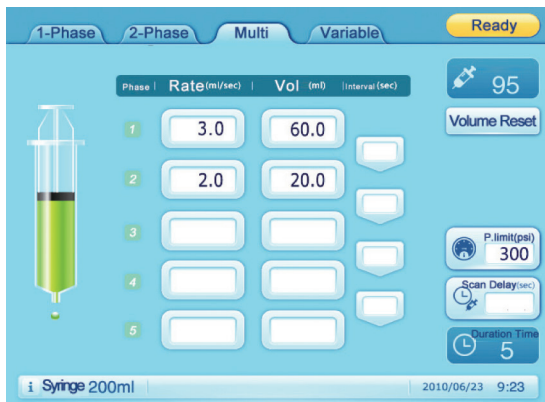 1-Phase 2-Phase Multi Variable Ready
Phase Rate(ml/sec) Vol (ml) Interval(sec)
95
Volume Reset
1 3.0 60.0
2 2.0 20.0
3
4
5
P.limit(psi)
300
Scan Delay(sec)
Duration Time
5
i Syringe 200ml 2010/06/23 9:23